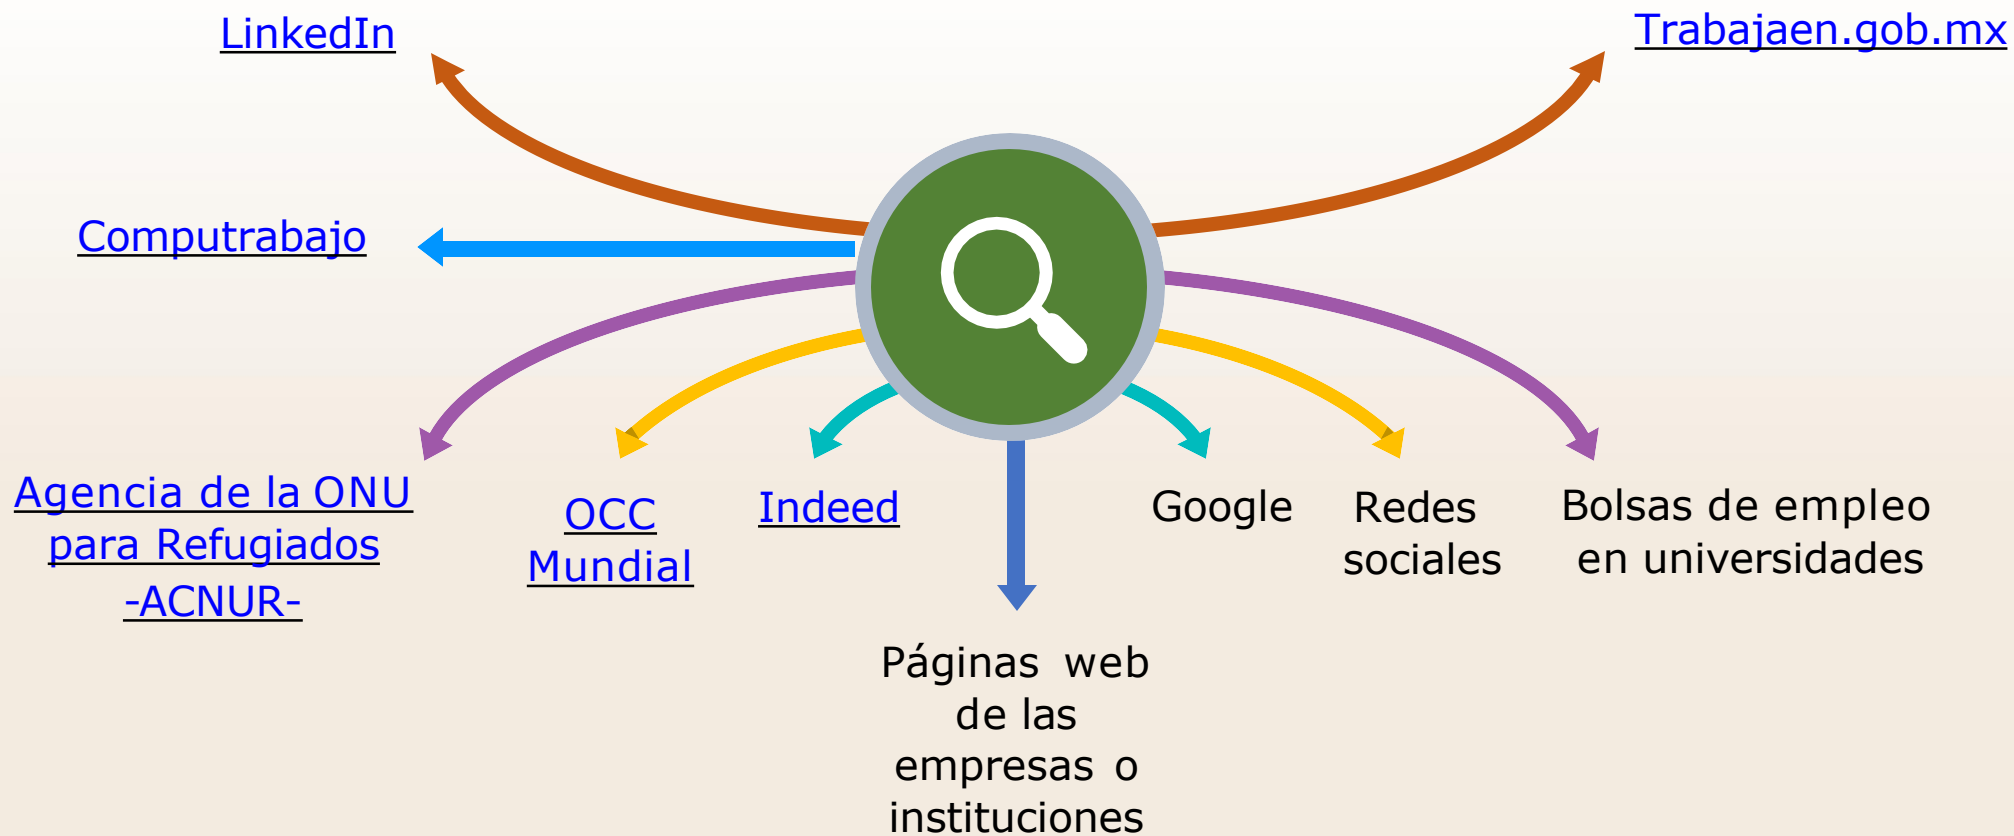 LinkedIn
Trabajaen.gob.mx
Computrabajo
Agencia de la ONU
para Refugiados
-ACNUR-
OCC
Mundial
Indeed
Google
Redes
sociales
Bolsas de empleo
en universidades
Páginas web
de las
empresas o
instituciones